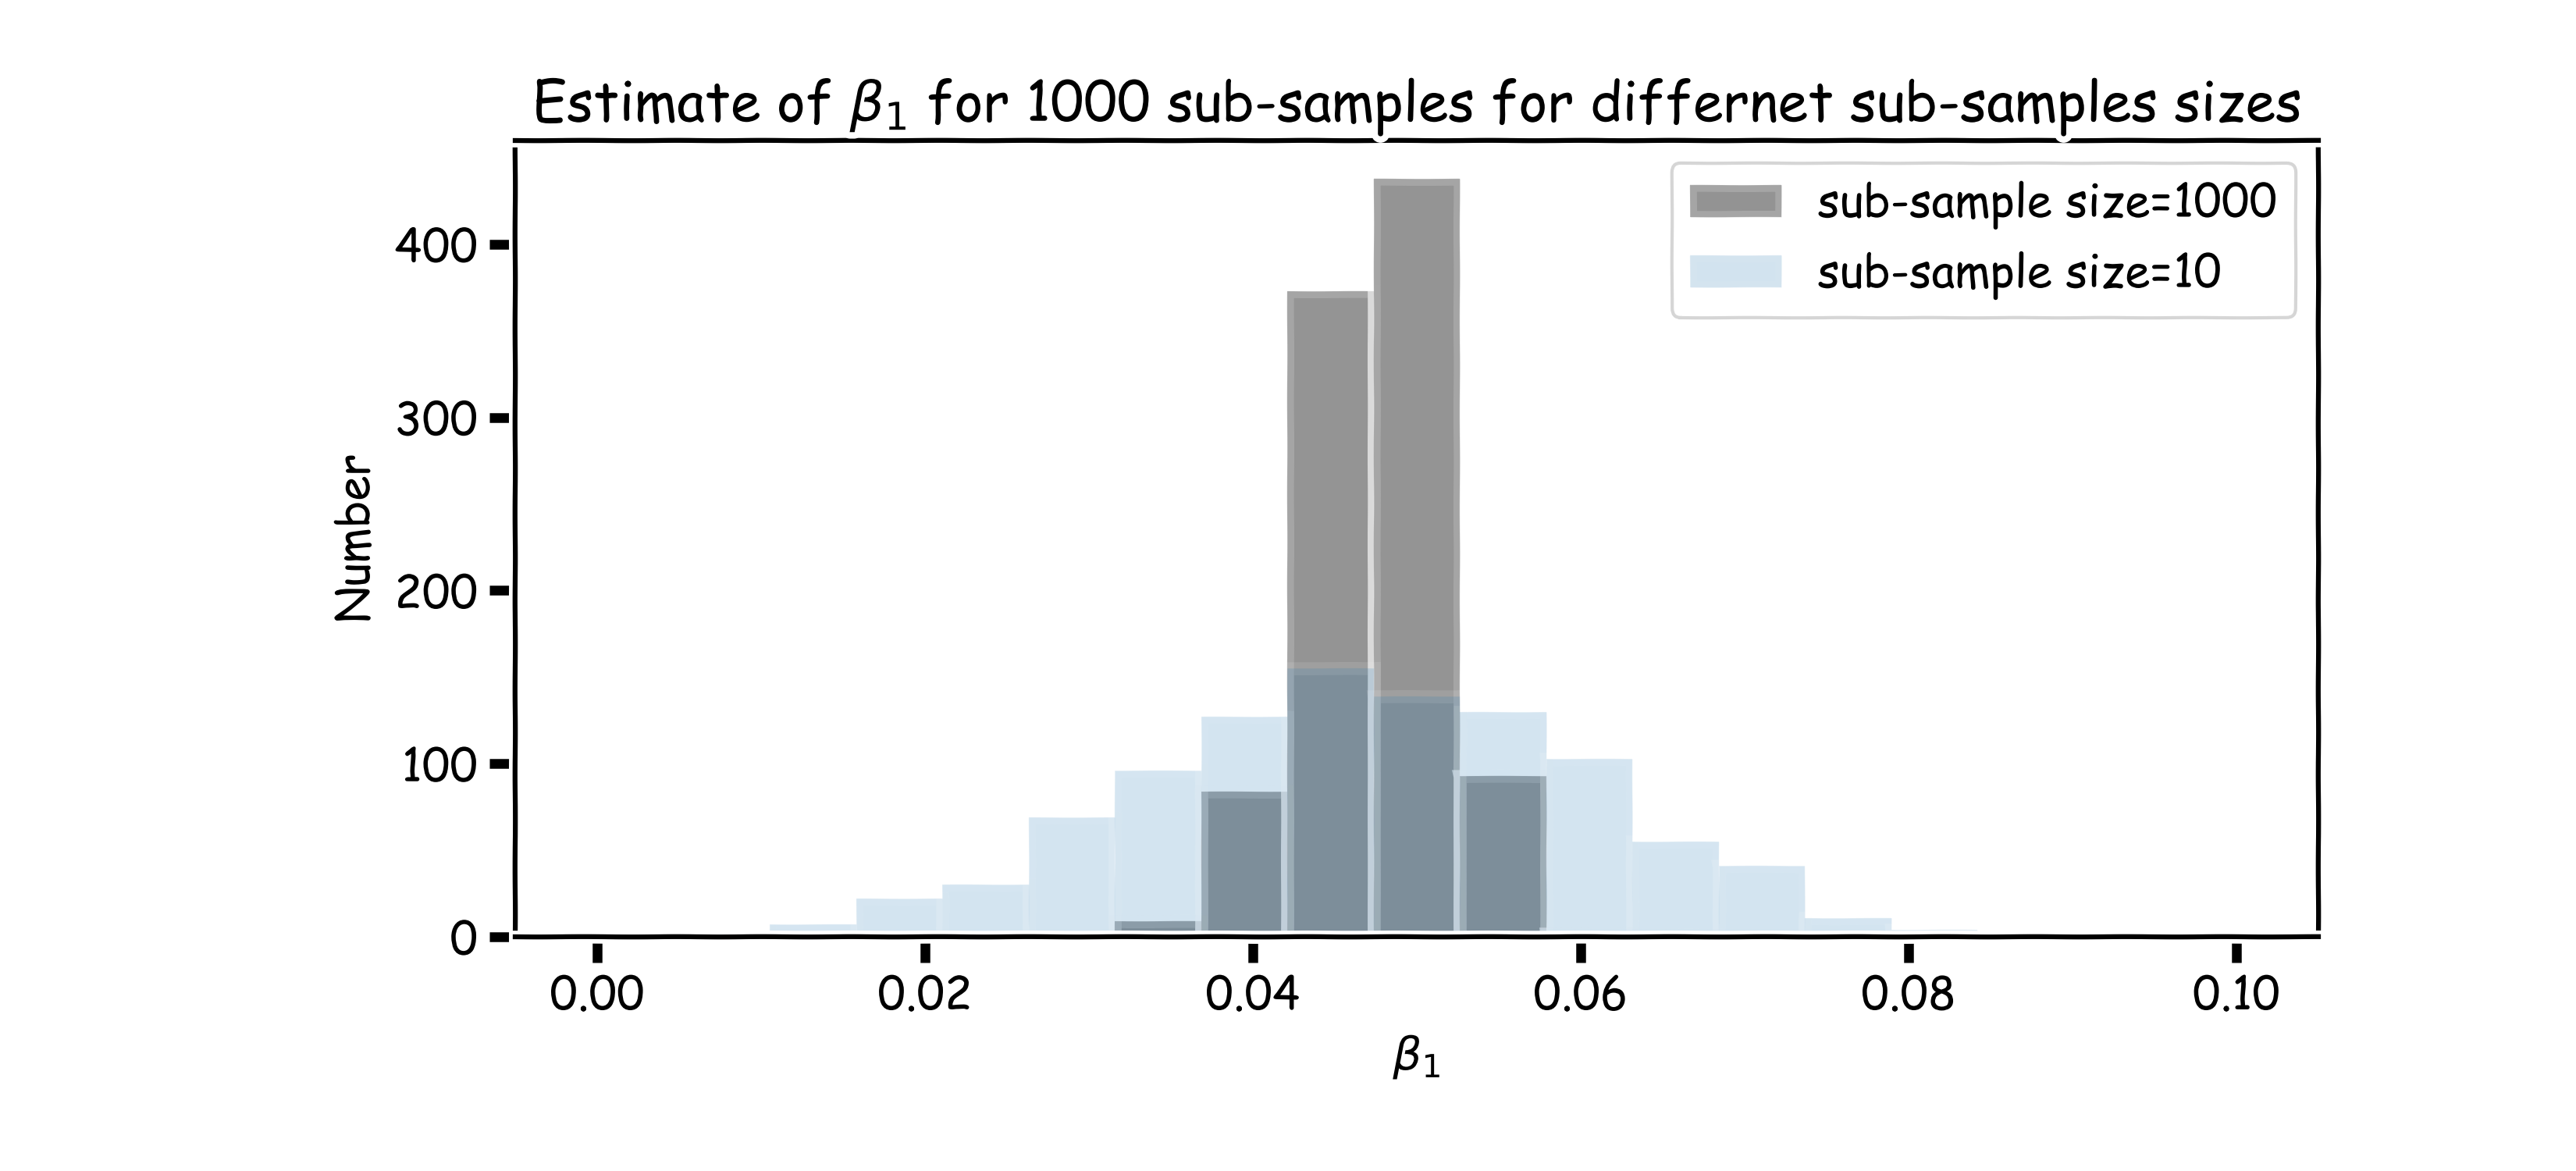 Estimate of β₁ for 1000 sub-samples for differnet sub-samples sizes
sub-sample size=1000
sub-sample size=10
Number
400
300
200
100
0
0.00 0.02 0.04 0.06 0.08 0.10
β₁